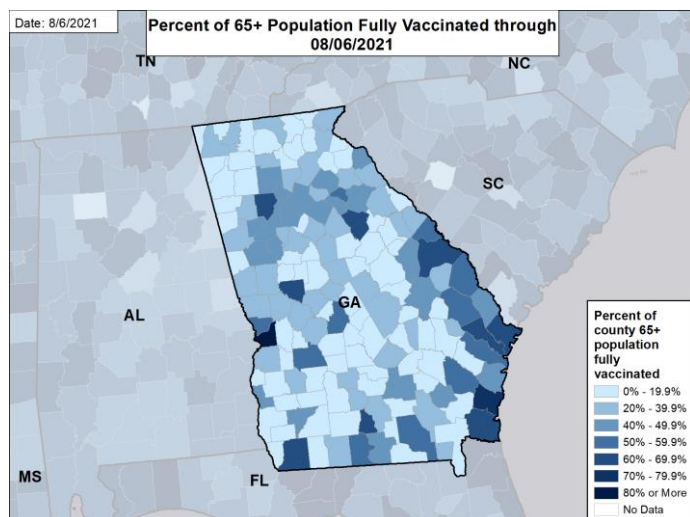 Date: 8/6/2021
Percent of 65+ Population Fully Vaccinated through
08/06/2021
TN
NC
SC
AL
GA
MS
FL
Percent of
county 65+
population
fully
vaccinated
0% - 19.9%
20% - 39.9%
40% - 49.9%
50% - 59.9%
60% - 69.9%
70% - 79.9%
80% or More
No Data